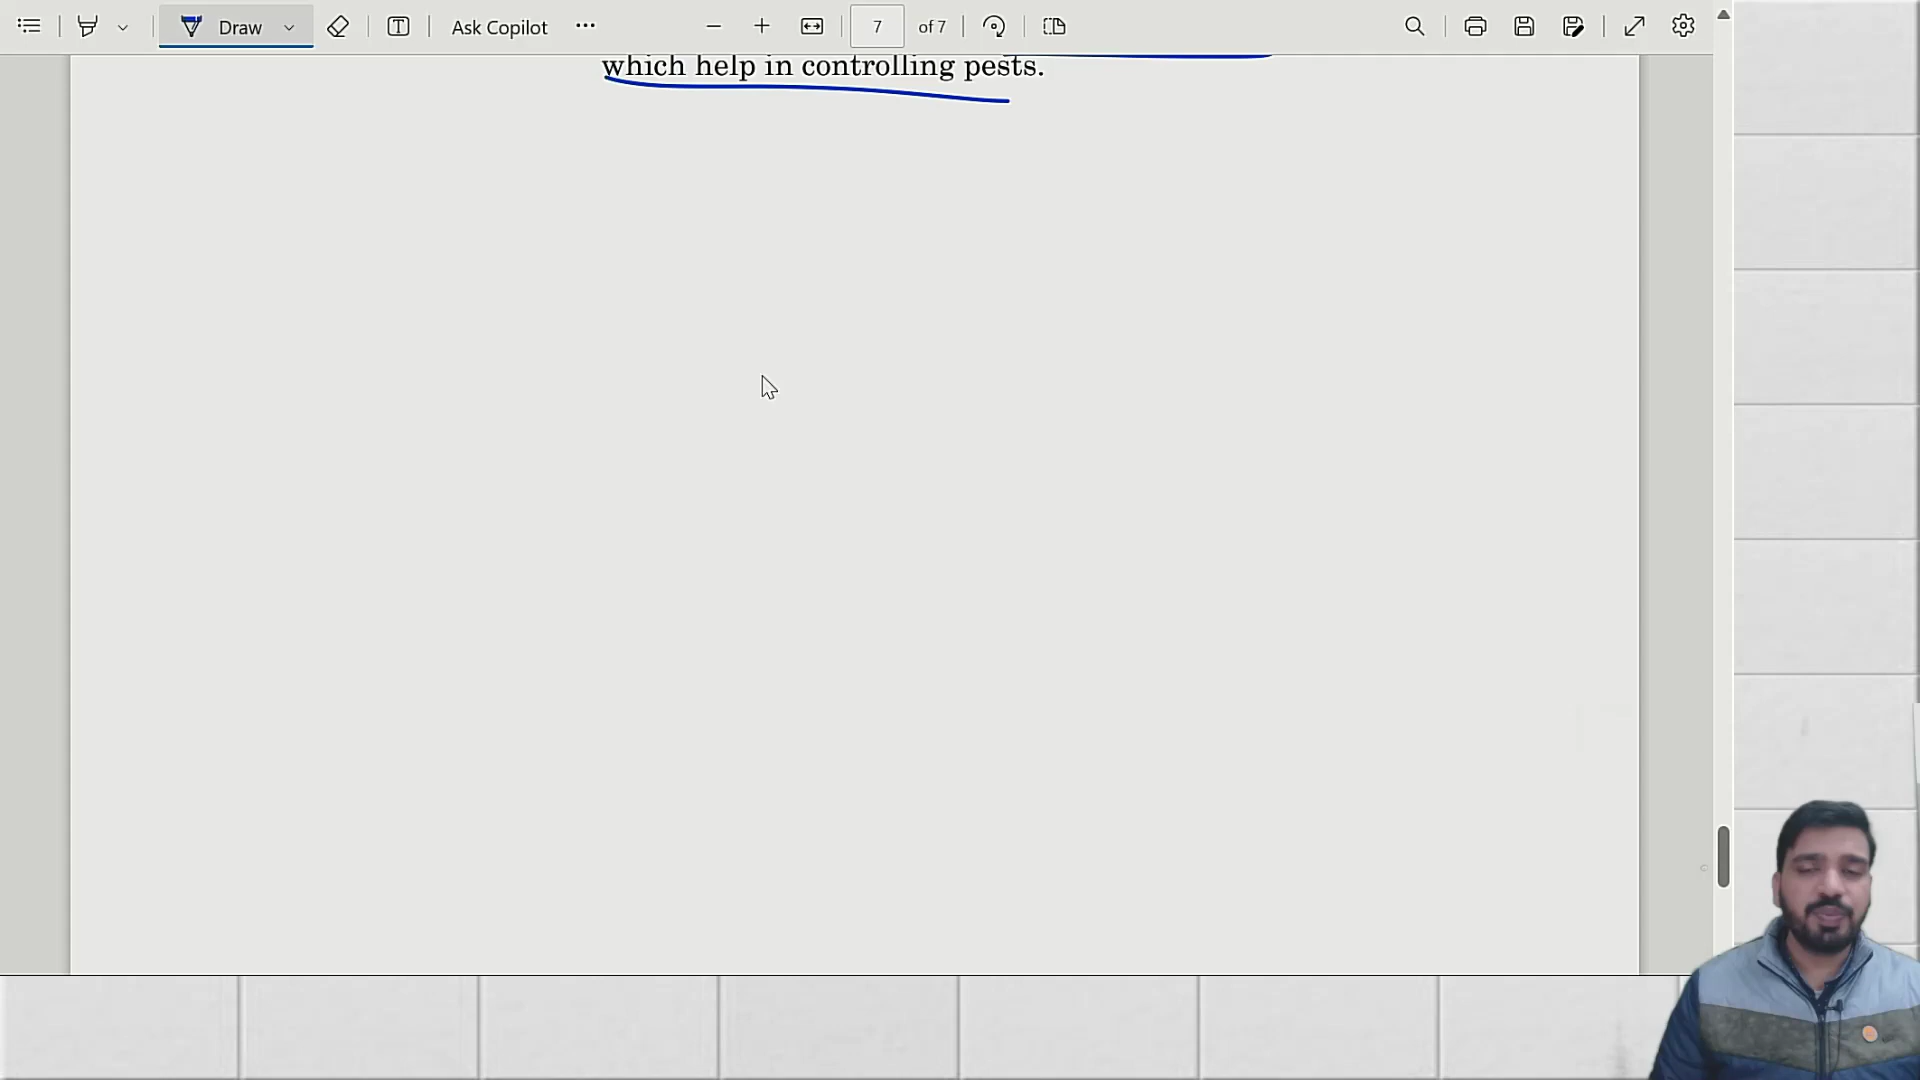 Draw
Ask Copilot
7
of 7
which help in controlling pests.